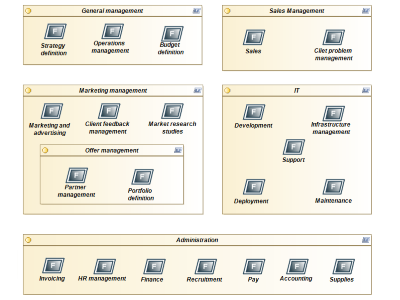 General management
Strategy
definition
Operations
management
Budget
definition
Sales Management
Sales
Cliet problem
management
Marketing management
Marketing and
advertising
Client feedback
management
Market research
studies
Offer management
Partner
management
Portfolio
definition
IT
Development
Infrastructure
management
Support
Deployment
Maintenance
Administration
Invoicing
HR management
Finance
Recruitment
Pay
Accounting
Supplies